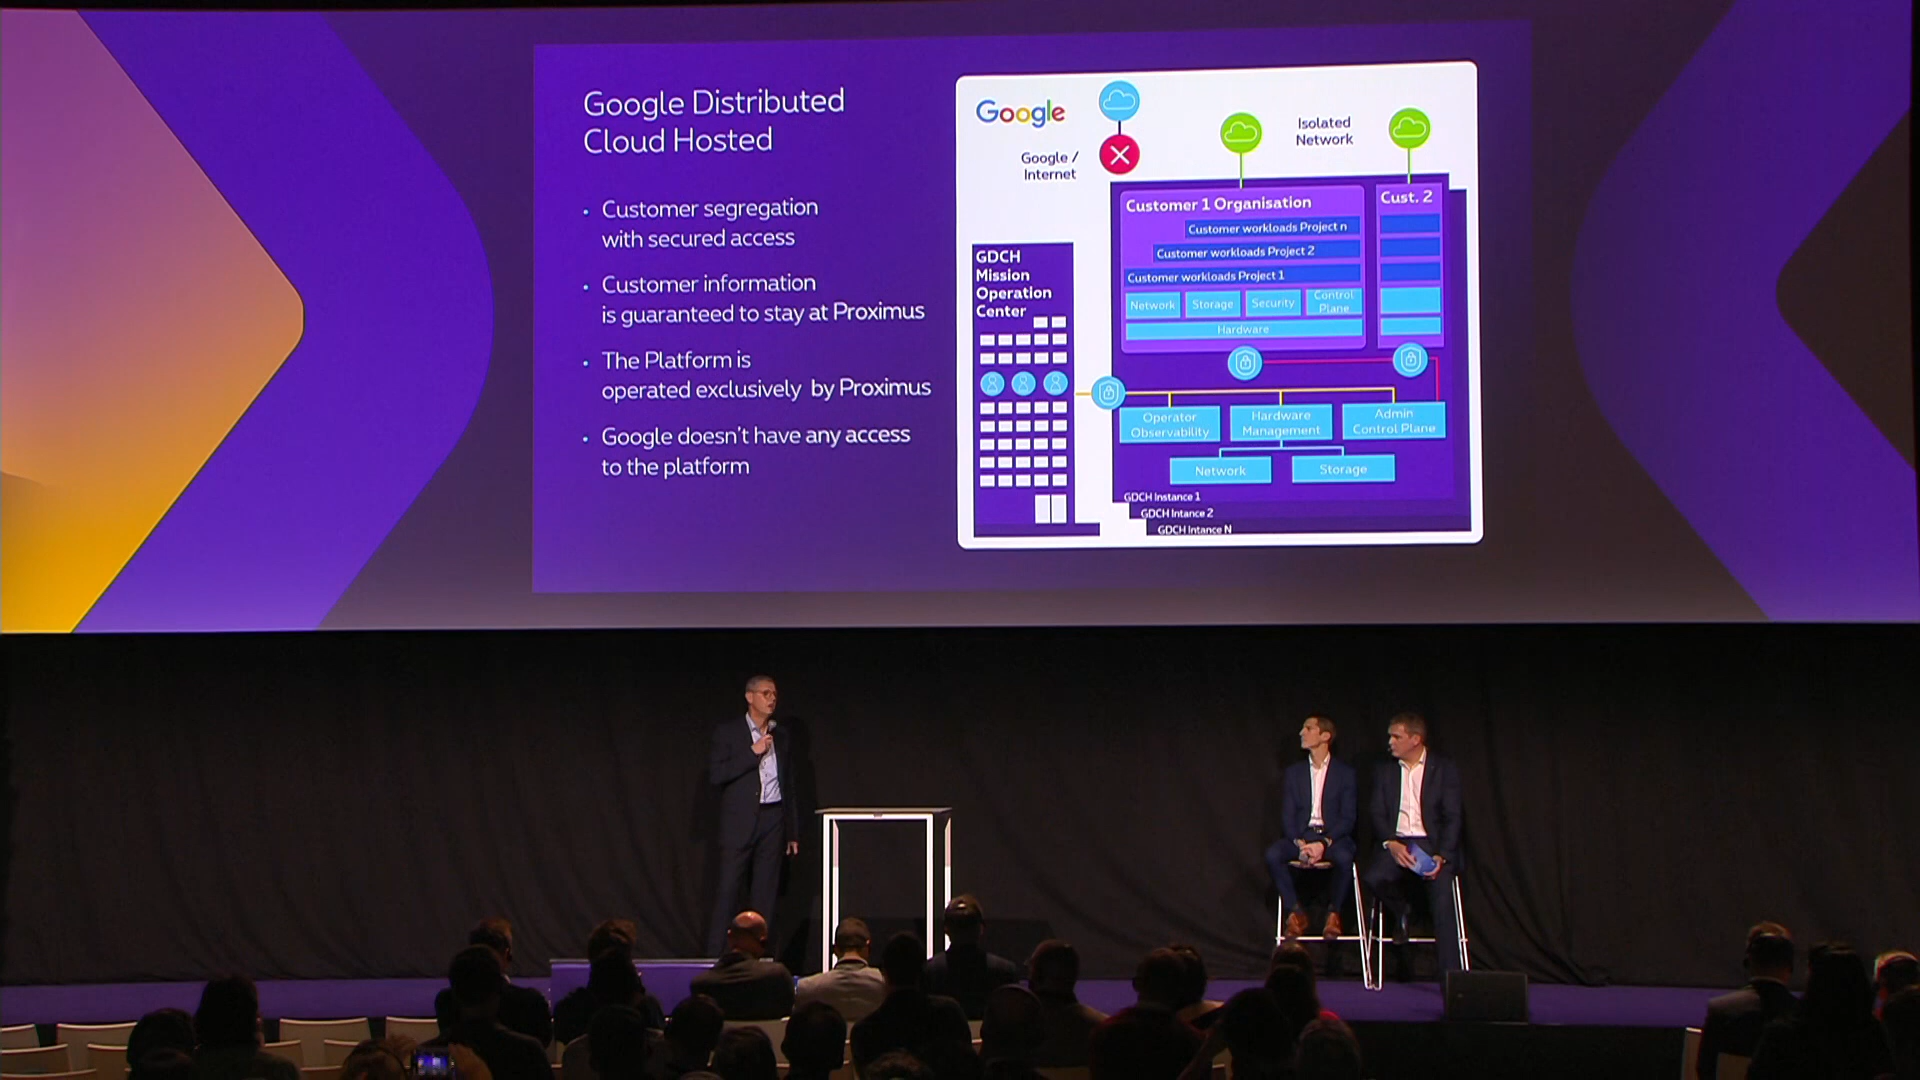 Google Distributed
Cloud Hosted
• Customer segregation
with secured access
• Customer information
is guaranteed to stay at Proximus
• The Platform is
operated exclusively by Proximus
• Google doesn't have any access
to the platform
Google
Google /
Internet
Isolated
Network
GDCH
Mission
Operation
Center
Customer 1 Organisation
Customer workloads Project n
Customer workloads Project 2
Customer workloads Project 1
Network
Storage
Security
Control
Plane
Hardware
Cust. 2
Operator
Observability
Hardware
Management
Admin
Control Plane
Network
Storage
GDCH Instance 1
GDCH Intance 2
GDCH Intance N